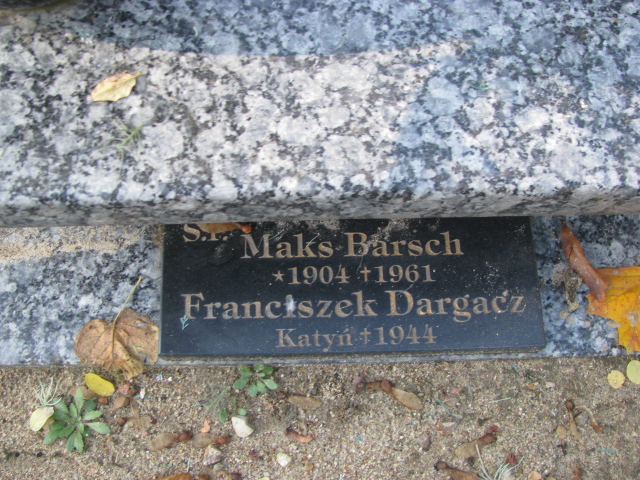 S.P.
Maks Barsch
*1904 †1961
Franciszek Dargacz
Katyń †1944